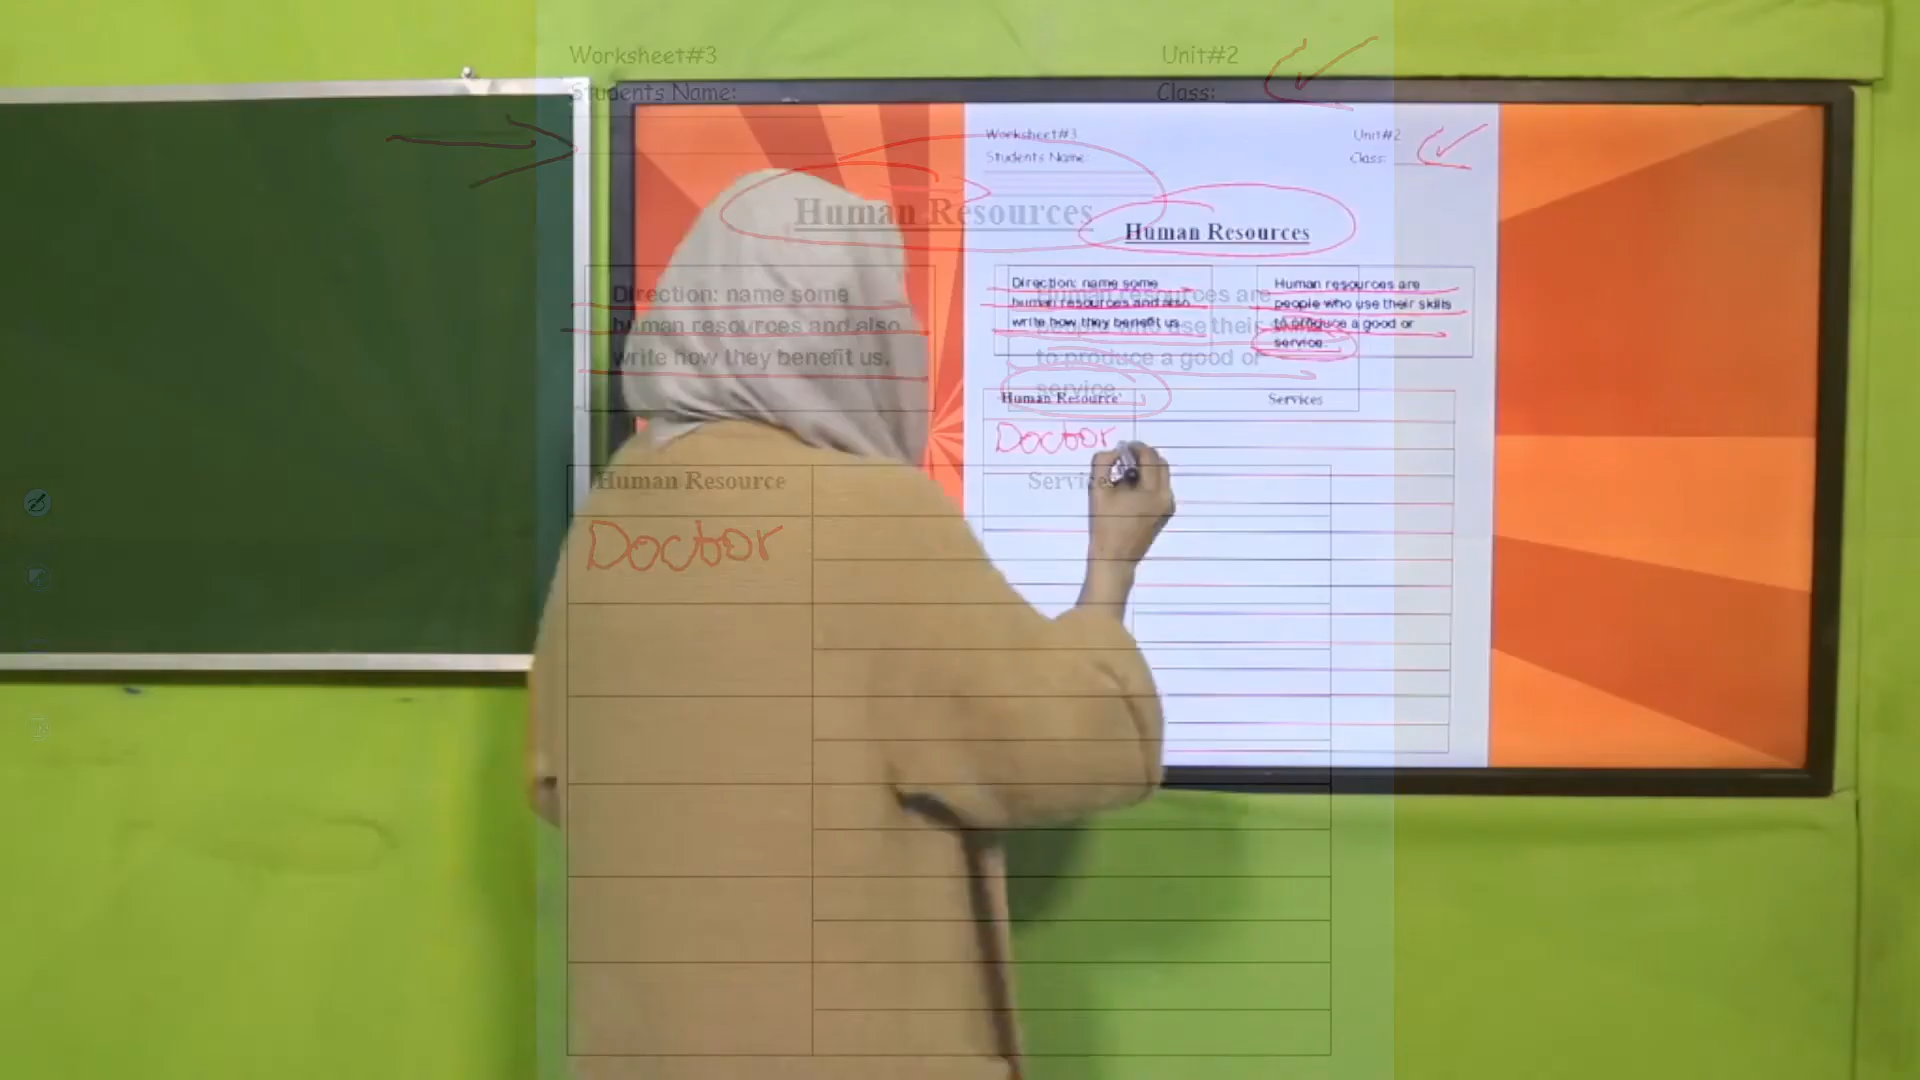 Worksheet#3
Unit#2
Students Name:
Class:
Human Resources
Direction: name some
human resources and also
write how they benefit us.
Human resources are
people who use their skills
to produce a good or
service.
Human Resource
Services
Doctor
Worksheet#3
Unit#2
Students Name:
Class:
Human Resources
Direction: name some
human resources and also
write how they benefit us.
Human resources are
people who use their skills
to produce a good or
service.
Human Resource
Services
Doctor